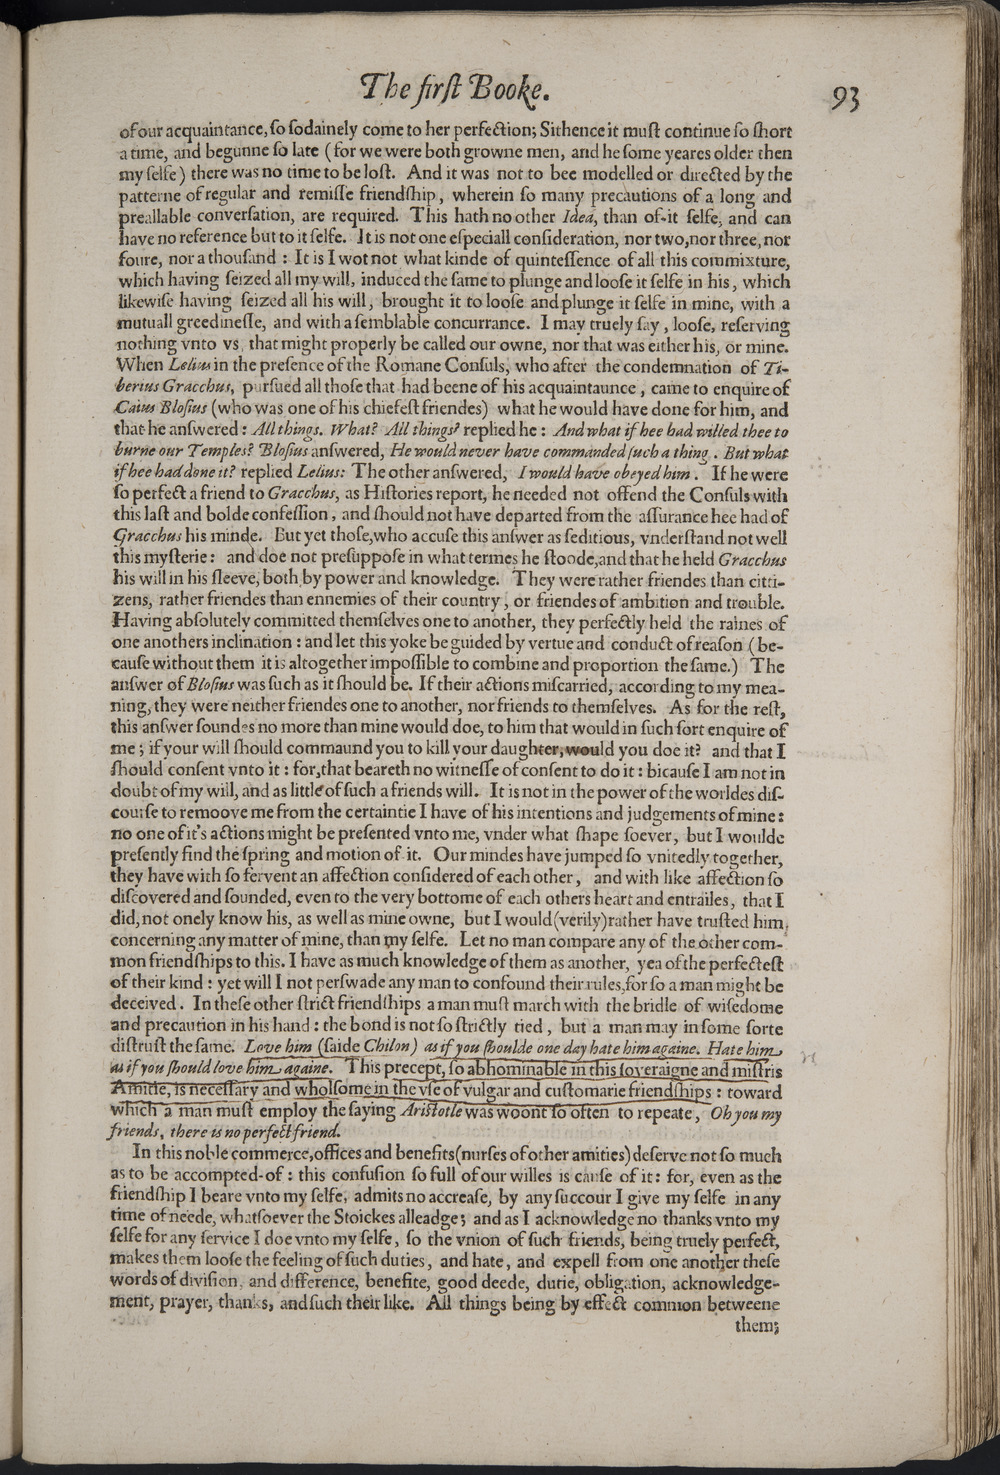 The firſt Booke.
93
of our acquaintance, ſo ſodainely come to her perfection; Sithence it muſt continue ſo ſhort
a time, and begunne ſo late (for we were both growne men, and he ſome yeares older then
my ſelfe) there was no time to be loſt. And it was not to bee modelled or directed by the
patterne of regular and remiſſe friendſhip, wherein ſo many precautions of a long and
preallable converſation, are required. This hath no other Idea, than of it ſelfe, and can
have no reference but to it ſelfe. It is not one eſpeciall conſideration, nor two, nor three, nor
foure, nor a thouſand : It is I wot not what kinde of quinteſſence of all this commixture,
which having ſeized all my will, induced the ſame to plunge and looſe it ſelfe in his, which
likewiſe having ſeized all his will, brought it to looſe and plunge it ſelfe in mine, with a
mutuall greedineſſe, and with a ſemblable concurrance. I may truely ſay, looſe, reſerving
nothing vnto vs, that might properly be called our owne, nor that was either his, or mine.
When Lelius in the preſence of the Romane Conſuls, who after the condemnation of Ti-
berius Gracchus, purſued all thoſe that had beene of his acquaintaunce, came to enquire of
Caius Bloſius (who was one of his chiefeſt friendes) what he would have done for him, and
that he anſwered : All things. What? All things? replied he : And what if hee had willed thee to
burne our Temples? Bloſius anſwered, He would never have commanded ſuch a thing. But what
if hee had done it? replied Lelius: The other anſwered, I would have obeyed him. If he were
ſo perfect a friend to Gracchus, as Hiſtories report, he needed not offend the Conſuls with
this laſt and bolde confeſſion, and ſhould not have departed from the aſſurance hee had of
Gracchus his minde. But yet thoſe, who accuſe this anſwer as ſeditious, vnderſtand not well
this myſterie : and doe not preſuppoſe in what termes he ſtoode, and that he held Gracchus
his will in his ſleeve, both by power and knowledge. They were rather friendes than citti-
zens, rather friendes than ennemies of their country, or friendes of ambition and trouble.
Having abſolutely committed themſelves one to another, they perfectly held the raines of
one anothers inclination : and let this yoke be guided by vertue and conduct of reaſon (be-
cauſe without them it is altogether impoſſible to combine and proportion the ſame.) The
anſwer of Bloſius was ſuch as it ſhould be. If their actions miſcarried, according to my mea-
ning, they were neither friendes one to another, nor friends to themſelves. As for the reſt,
this anſwer ſoundes no more than mine would doe, to him that would in ſuch ſort enquire of
me ; if your will ſhould commaund you to kill your daughter, would you doe it? and that I
ſhould conſent vnto it : for, that beareth no witneſſe of conſent to do it : bicauſe I am not in
doubt of my will, and as little of ſuch a friends will. It is not in the power of the worldes diſ-
courſe to remoove me from the certaintie I have of his intentions and judgements of mine :
no one of it's actions might be preſented vnto me, vnder what ſhape ſoever, but I woulde
preſently find the ſpring and motion of it. Our mindes have jumped ſo vnitedly together,
they have with ſo fervent an affection conſidered of each other, and with like affection ſo
diſcovered and ſounded, even to the very bottome of each others heart and entrailes, that I
did, not onely know his, as well as mine owne, but I would (verily) rather have truſted him,
concerning any matter of mine, than my ſelfe. Let no man compare any of the other com-
mon friendſhips to this. I have as much knowledge of them as another, yea of the perfecteſt
of their kind : yet will I not perſwade any man to confound their rules, for ſo a man might be
deceived. In theſe other ſtrict friendſhips a man muſt march with the bridle of wiſedome
and precaution in his hand : the bond is not ſo ſtrictly tied, but a man may in ſome ſorte
diſtruſt the ſame. Love him (ſaide Chilon) as if you ſhoulde one day hate him againe. Hate him
as if you ſhould love him againe. This precept, ſo abhominable in this ſoveraigne and miſtris
Amitie, is neceſſary and wholſome in the vſe of vulgar and cuſtomarie friendſhips : toward
which a man muſt employ the ſaying Ariſtotle was woont ſo often to repeate, Oh you my
friends, there is no perfect friend.
In this noble commerce, offices and benefits (nurſes of other amities) deſerve not ſo much
as to be accompted-of : this confuſion ſo full of our willes is cauſe of it : for, even as the
friendſhip I beare vnto my ſelfe, admits no accreaſe, by any ſuccour I give my ſelfe in any
time of neede, whatſoever the Stoickes alleadge; and as I acknowledge no thanks vnto my
ſelfe for any ſervice I doe vnto my ſelfe, ſo the vnion of ſuch friends, being truely perfect,
makes them looſe the feeling of ſuch duties, and hate, and expell from one another theſe
words of diviſion, and difference, benefite, good deede, dutie, obligation, acknowledge-
ment, prayer, thanks, and ſuch their like. All things being by effect common betweene
them;